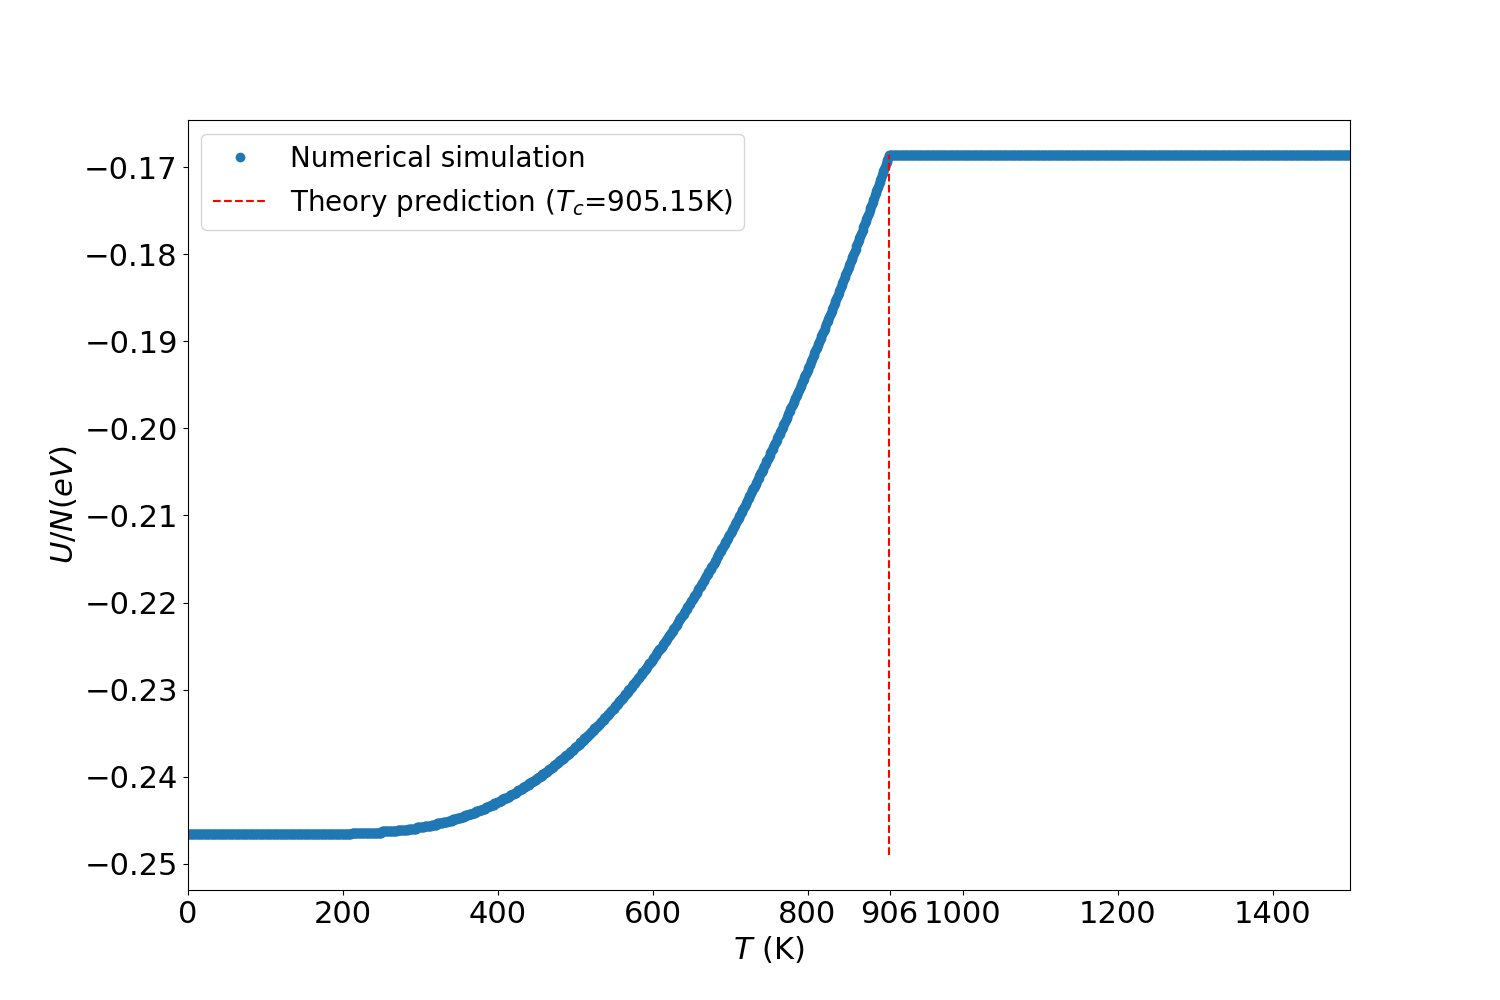 Numerical simulation
Theory prediction (T_c=905.15K)
−0.17
−0.18
−0.19
−0.20
−0.21
−0.22
−0.23
−0.24
−0.25
U/N(eV)
0 200 400 600 800 906 1000 1200 1400
T (K)